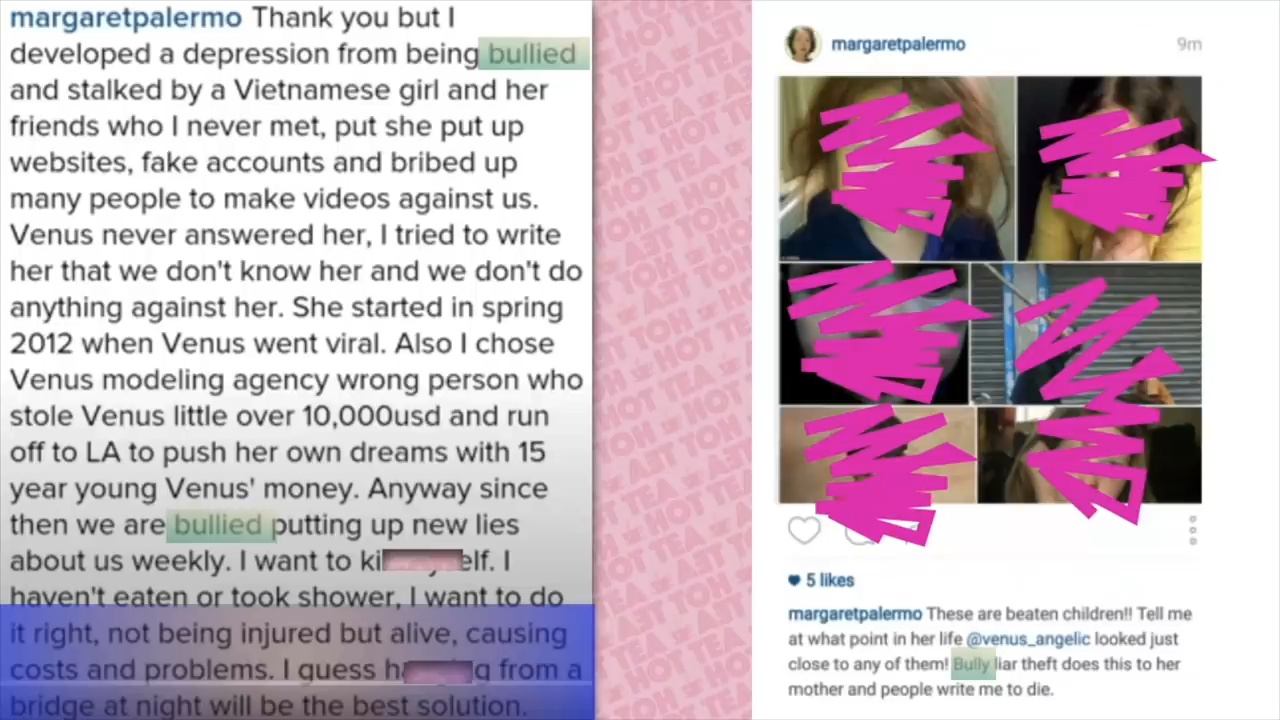 margaretpalermo Thank you but I
developed a depression from being bullied
and stalked by a Vietnamese girl and her
friends who I never met, put she put up
websites, fake accounts and bribed up
many people to make videos against us.
Venus never answered her, I tried to write
her that we don't know her and we don't do
anything against her. She started in spring
2012 when Venus went viral. Also I chose
Venus modeling agency wrong person who
stole Venus little over 10,000usd and run
off to LA to push her own dreams with 15
year young Venus' money. Anyway since
then we are bullied putting up new lies
about us weekly. I want to ki elf. I
haven't eaten or took shower, I want to do
it right, not being injured but alive, causing
costs and problems. I guess h g from a
bridge at night will be the best solution.
HOT TEA
margaretpalermo
9m
5 likes
margaretpalermo These are beaten children!! Tell me
at what point in her life @venus_angelic looked just
close to any of them! Bully liar theft does this to her
mother and people write me to die.